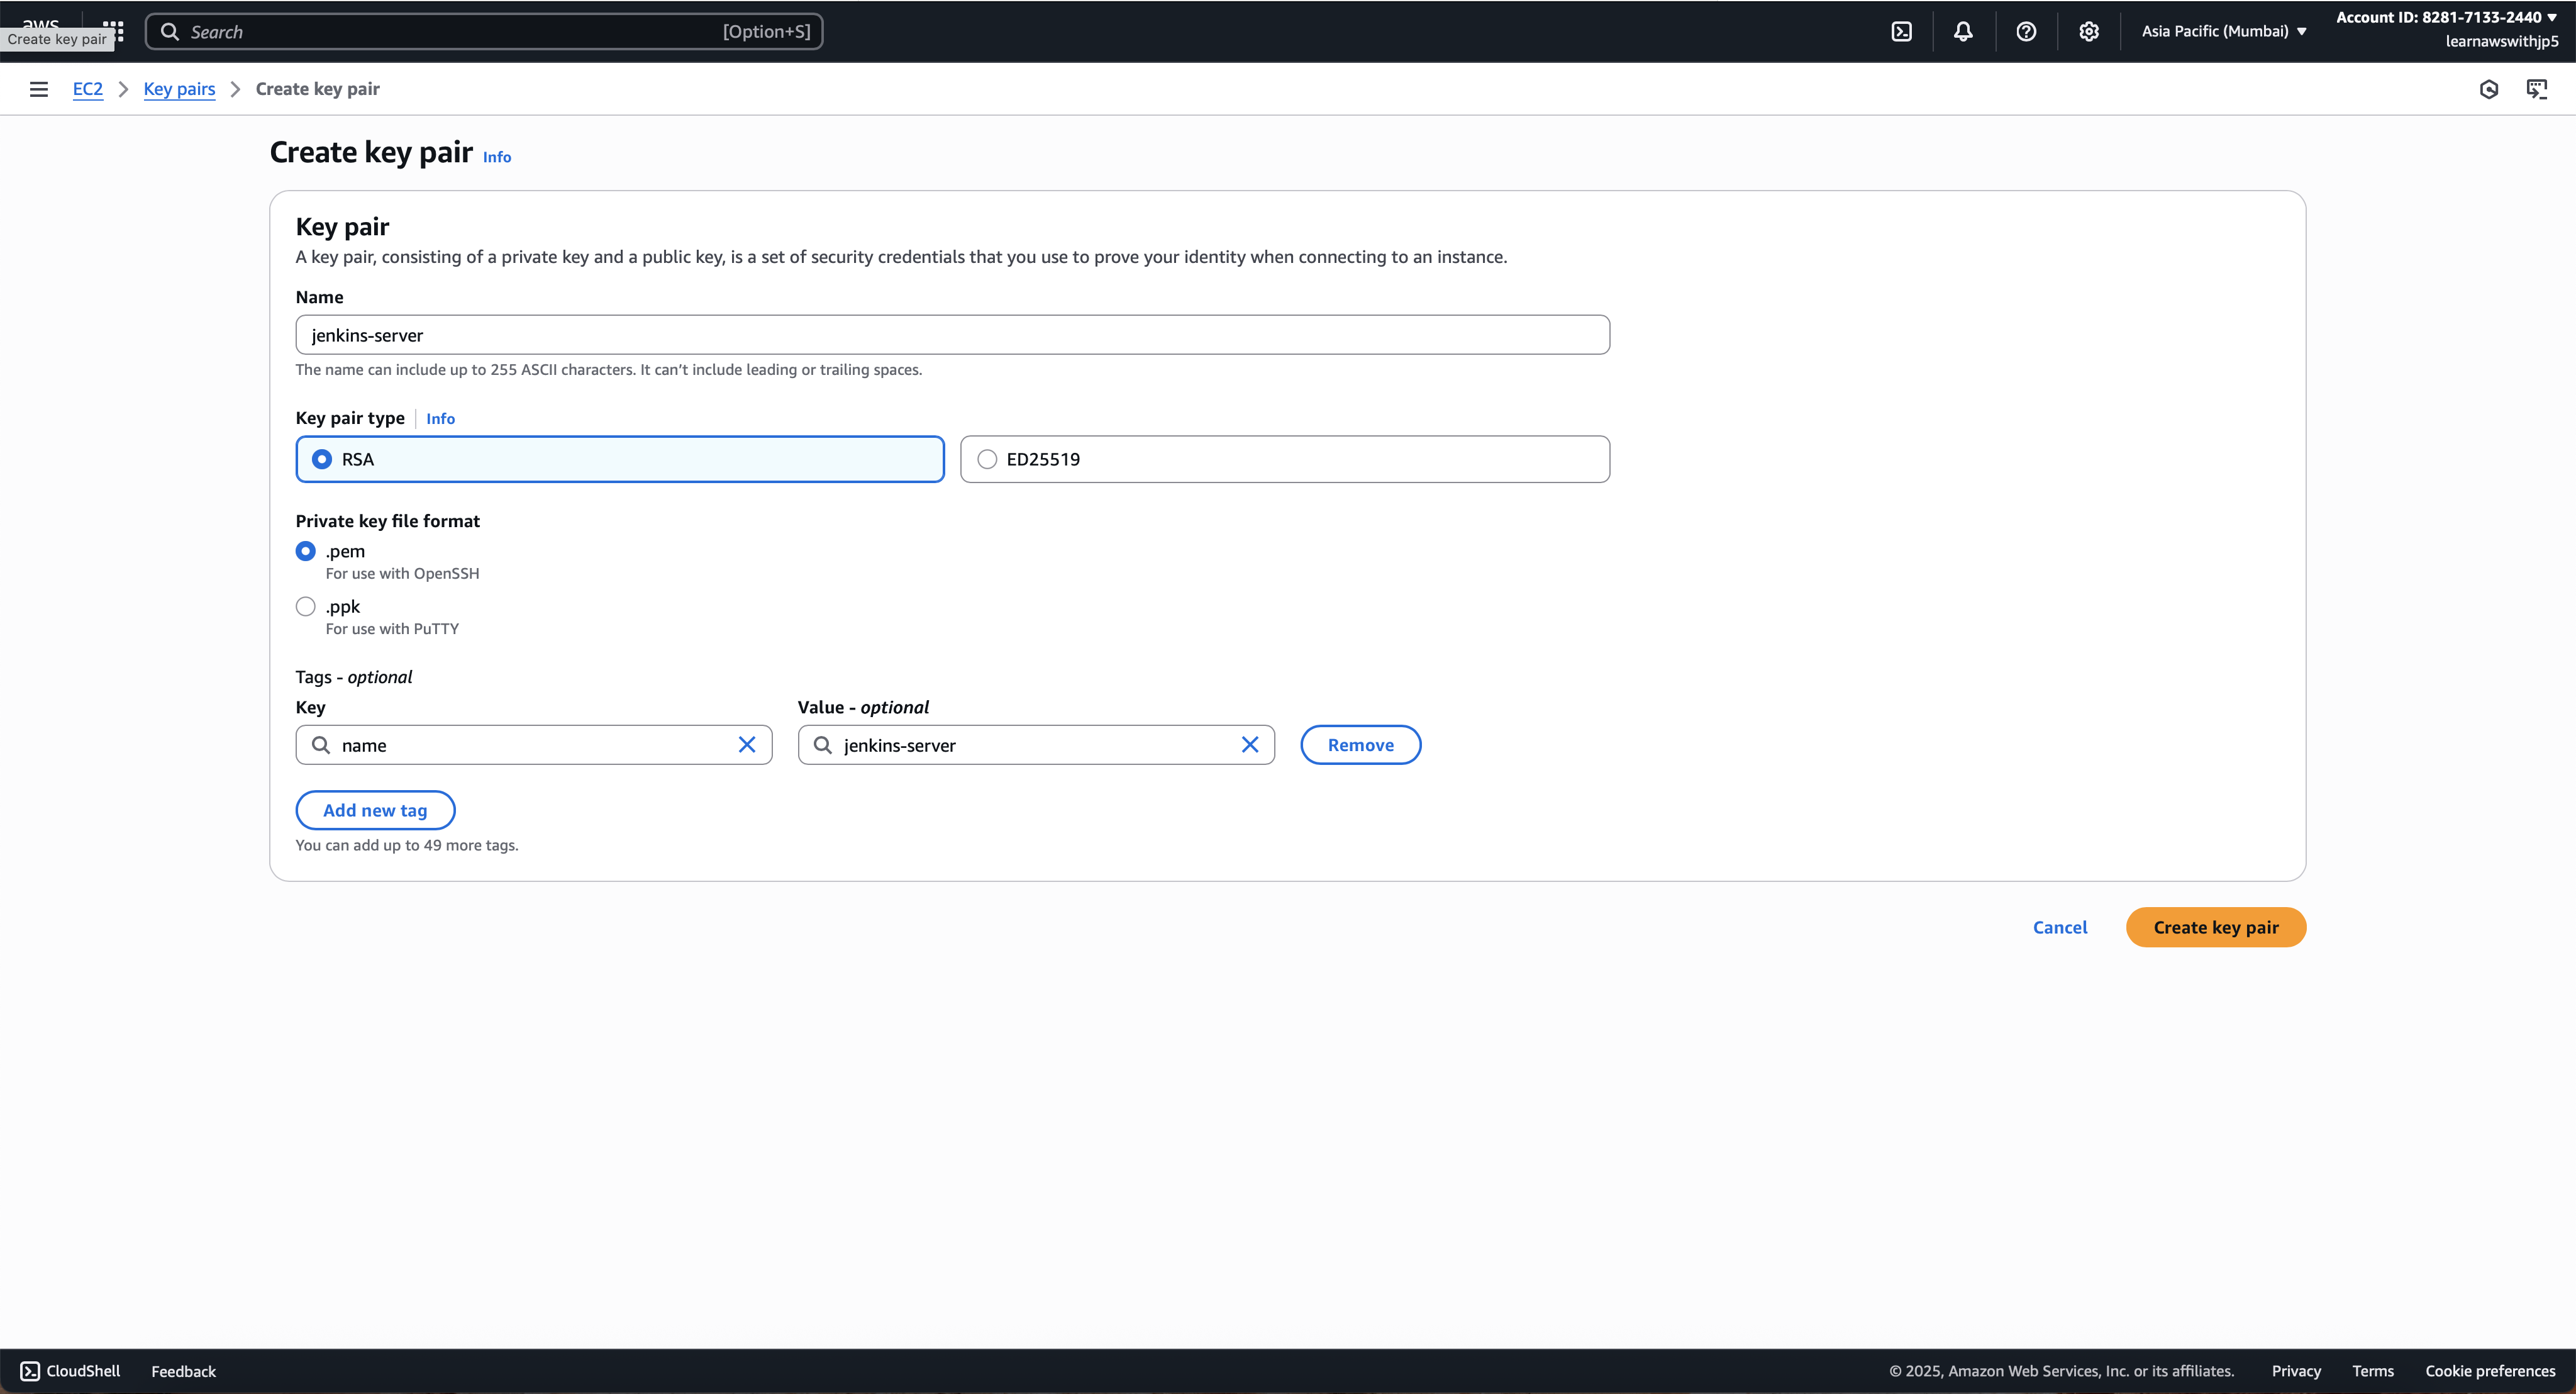 aws
Create key pair
Search [Option+S]
Asia Pacific (Mumbai)
Account ID: 8281-7133-2440
learnawswithjp5
EC2 Key pairs Create key pair
Create key pair Info
Key pair
A key pair, consisting of a private key and a public key, is a set of security credentials that you use to prove your identity when connecting to an instance.
Name
jenkins-server
The name can include up to 255 ASCII characters. It can’t include leading or trailing spaces.
Key pair type Info
RSA ED25519
Private key file format
.pem
For use with OpenSSH
.ppk
For use with PuTTY
Tags - optional
Key Value - optional
name jenkins-server Remove
Add new tag
You can add up to 49 more tags.
Cancel Create key pair
CloudShell Feedback © 2025, Amazon Web Services, Inc. or its affiliates. Privacy Terms Cookie preferences